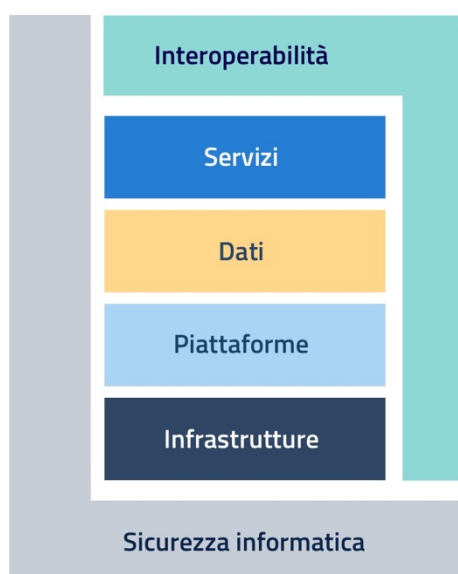 Interoperabilità
Servizi
Dati
Piattaforme
Infrastrutture
Sicurezza informatica